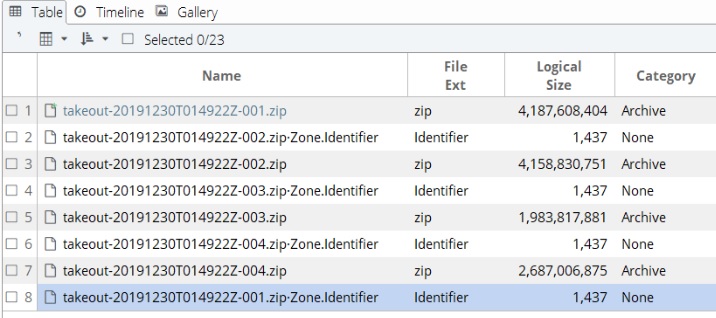 Table Timeline Gallery
Selected 0/23
Name File Ext Logical Size Category
1 takeout-20191230T014922Z-001.zip zip 4,187,608,404 Archive
2 takeout-20191230T014922Z-002.zip·Zone.Identifier Identifier 1,437 None
3 takeout-20191230T014922Z-002.zip zip 4,158,830,751 Archive
4 takeout-20191230T014922Z-003.zip·Zone.Identifier Identifier 1,437 None
5 takeout-20191230T014922Z-003.zip zip 1,983,817,881 Archive
6 takeout-20191230T014922Z-004.zip·Zone.Identifier Identifier 1,437 None
7 takeout-20191230T014922Z-004.zip zip 2,687,006,875 Archive
8 takeout-20191230T014922Z-001.zip·Zone.Identifier Identifier 1,437 None